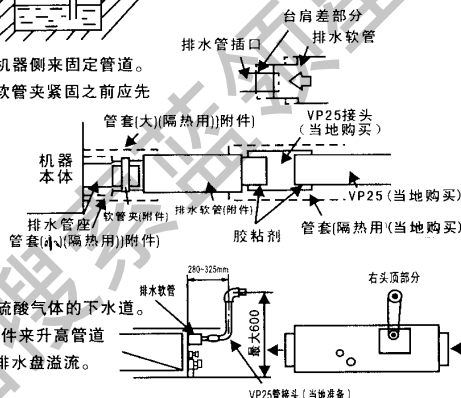 台肩差部分
排水管插口
排水软管
机器侧来固定管道。
软管夹紧固之前应先
VP25接头
(当地购买)
管套(大)(隔热用)(附件)
机器
本体
VP25(当地购买)
排水管座
软管夹(附件)
排水软管(附件)
胶粘剂
管套(隔热用)(当地购买)
管套(小)(隔热用)(附件)
280~325mm
排水软管
右头顶部分
硫酸气体的下水道。
件来升高管道
排水盘溢流。
最大600
VP25管接头(当地准备)